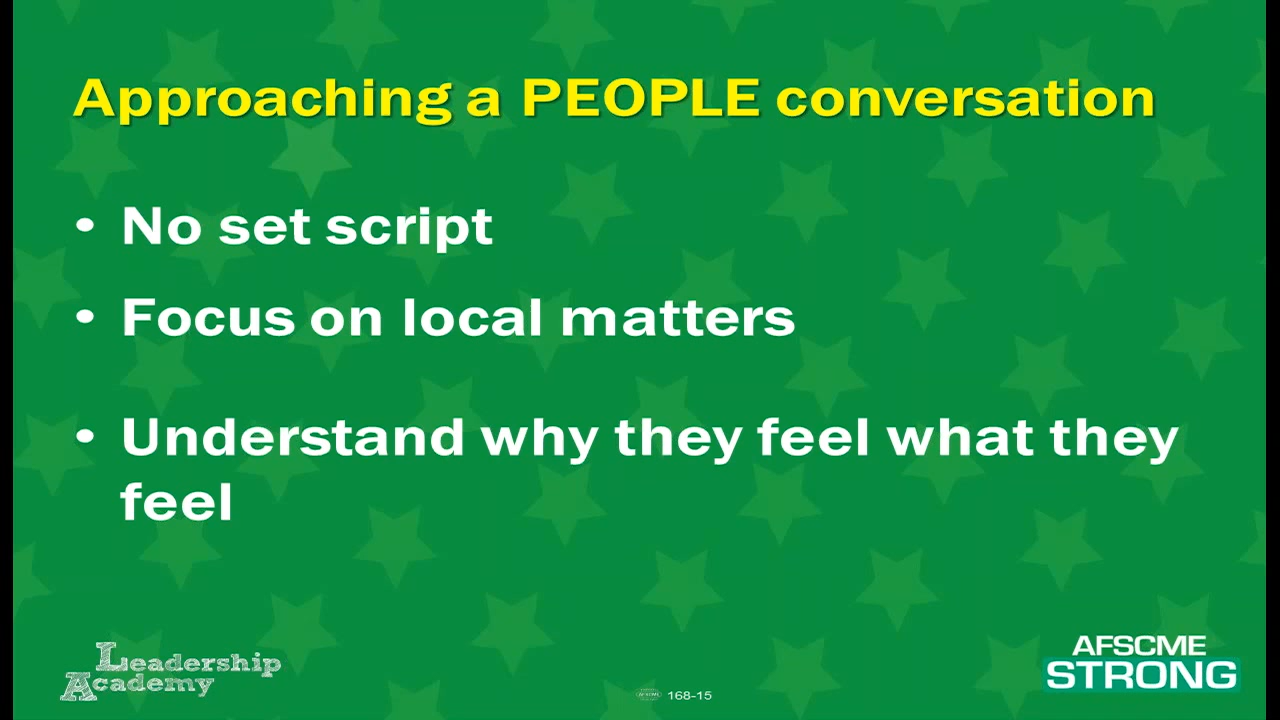 Approaching a PEOPLE conversation
• No set script
• Focus on local matters
• Understand why they feel what they
feel
Leadership
Academy
AFSCME
STRONG
168-15